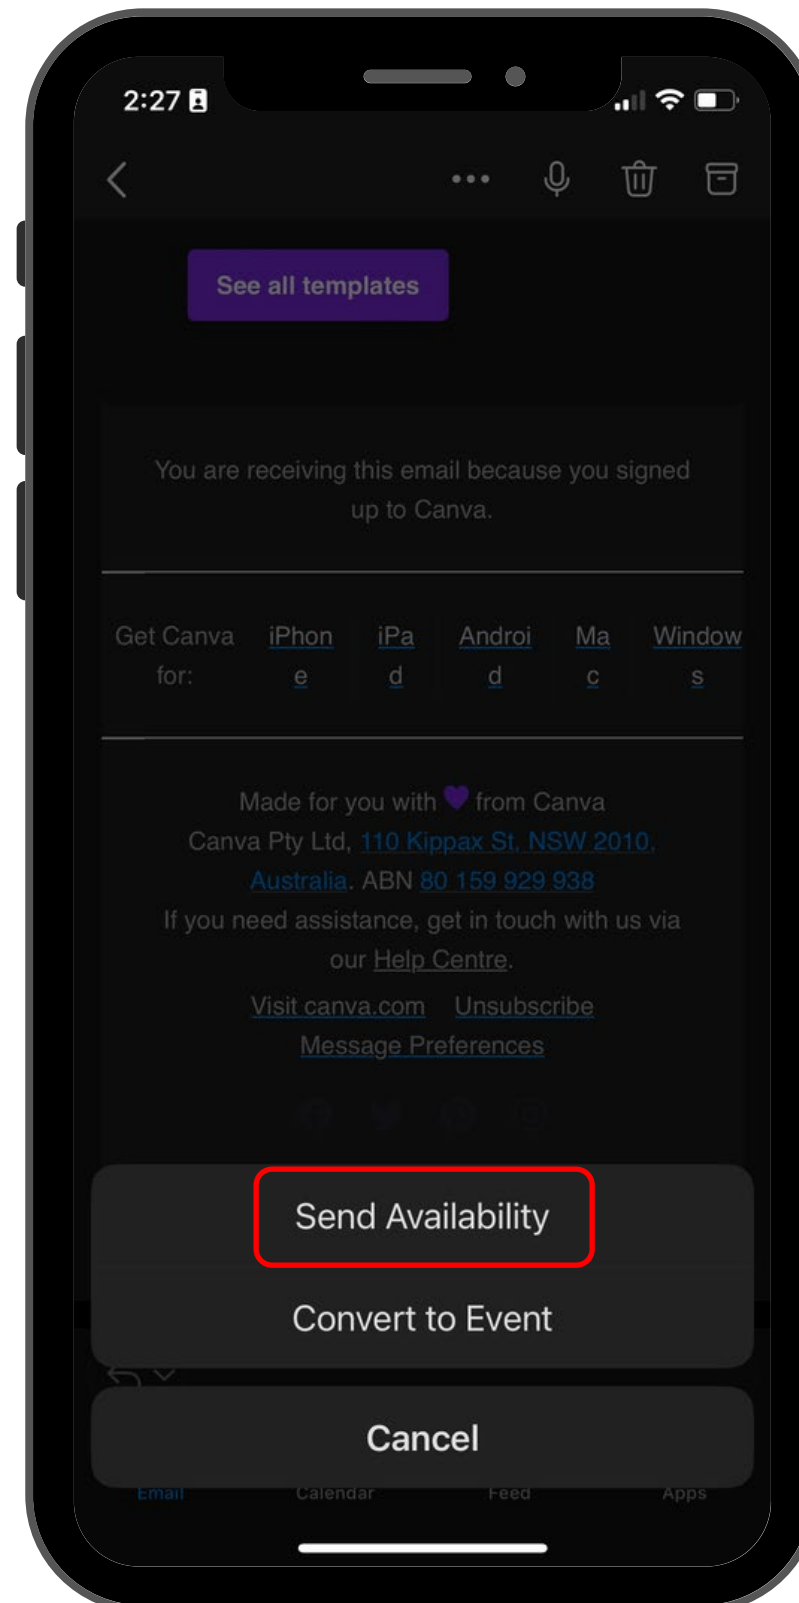 2:27
See all templates
You are receiving this email because you signed
up to Canva.
Get Canva iPhon iPa Androi Ma Window
for: e d d c s
Made for you with from Canva
Canva Pty Ltd, 110 Kippax St, NSW 2010,
Australia. ABN 80 159 929 938
If you need assistance, get in touch with us via
our Help Centre.
Visit canva.com Unsubscribe
Message Preferences
Send Availability
Convert to Event
Cancel
Email Calendar Feed Apps